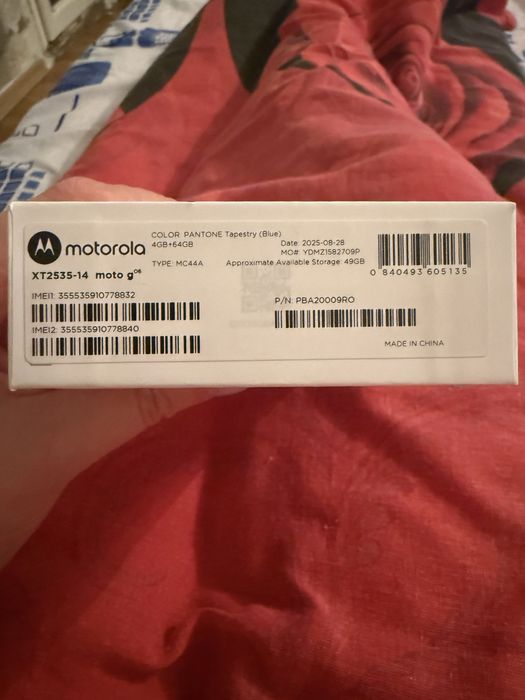 motorola
COLOR PANTONE Tapestry (Blue)
4GB+64GB
Date: 2025-08-28
MO# YDMZ1582709P
TYPE: MC44A
Approximate Available Storage: 49GB
0 840493 605135
XT2535-14 moto g06
IMEI1: 355535910778832
P/N: PBA20009RO
IMEI2: 355535910778840
MADE IN CHINA